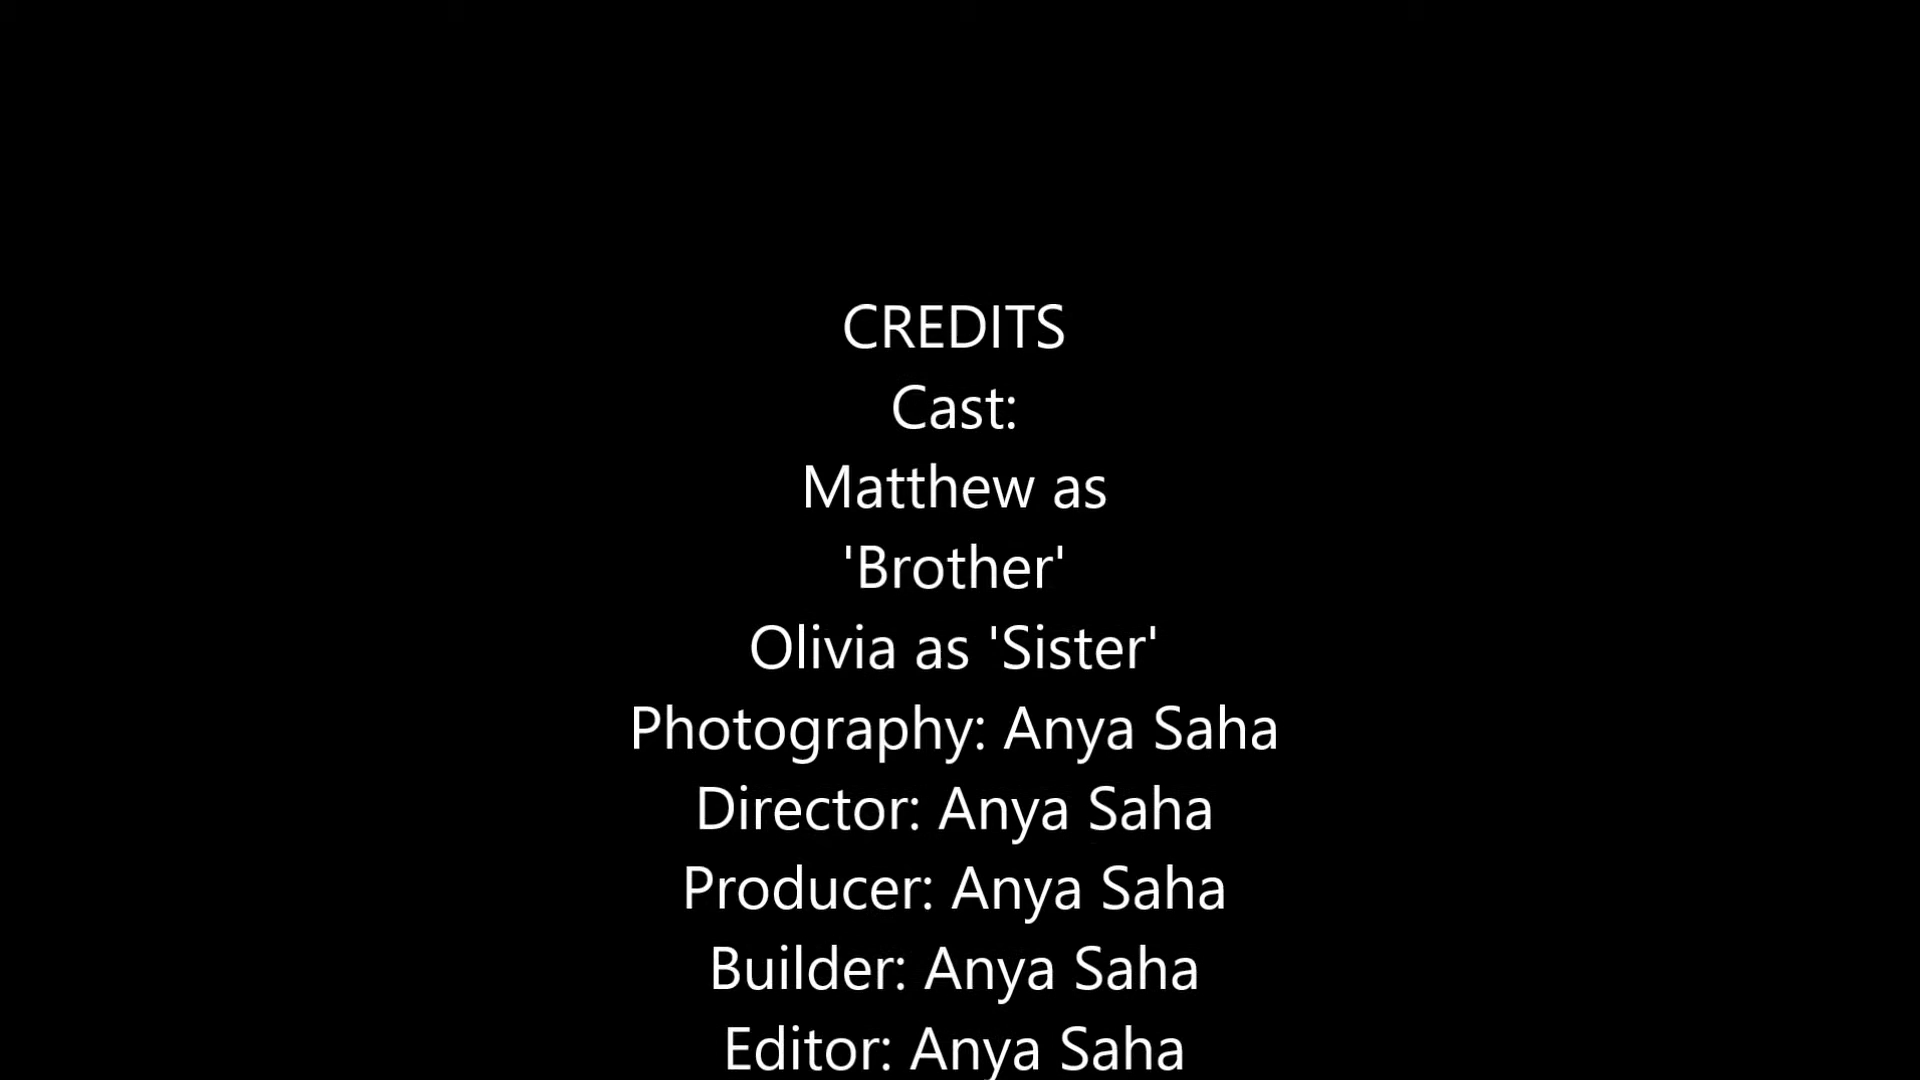 CREDITS
Cast:
Matthew as
'Brother'
Olivia as 'Sister'
Photography: Anya Saha
Director: Anya Saha
Producer: Anya Saha
Builder: Anya Saha
Editor: Anya Saha